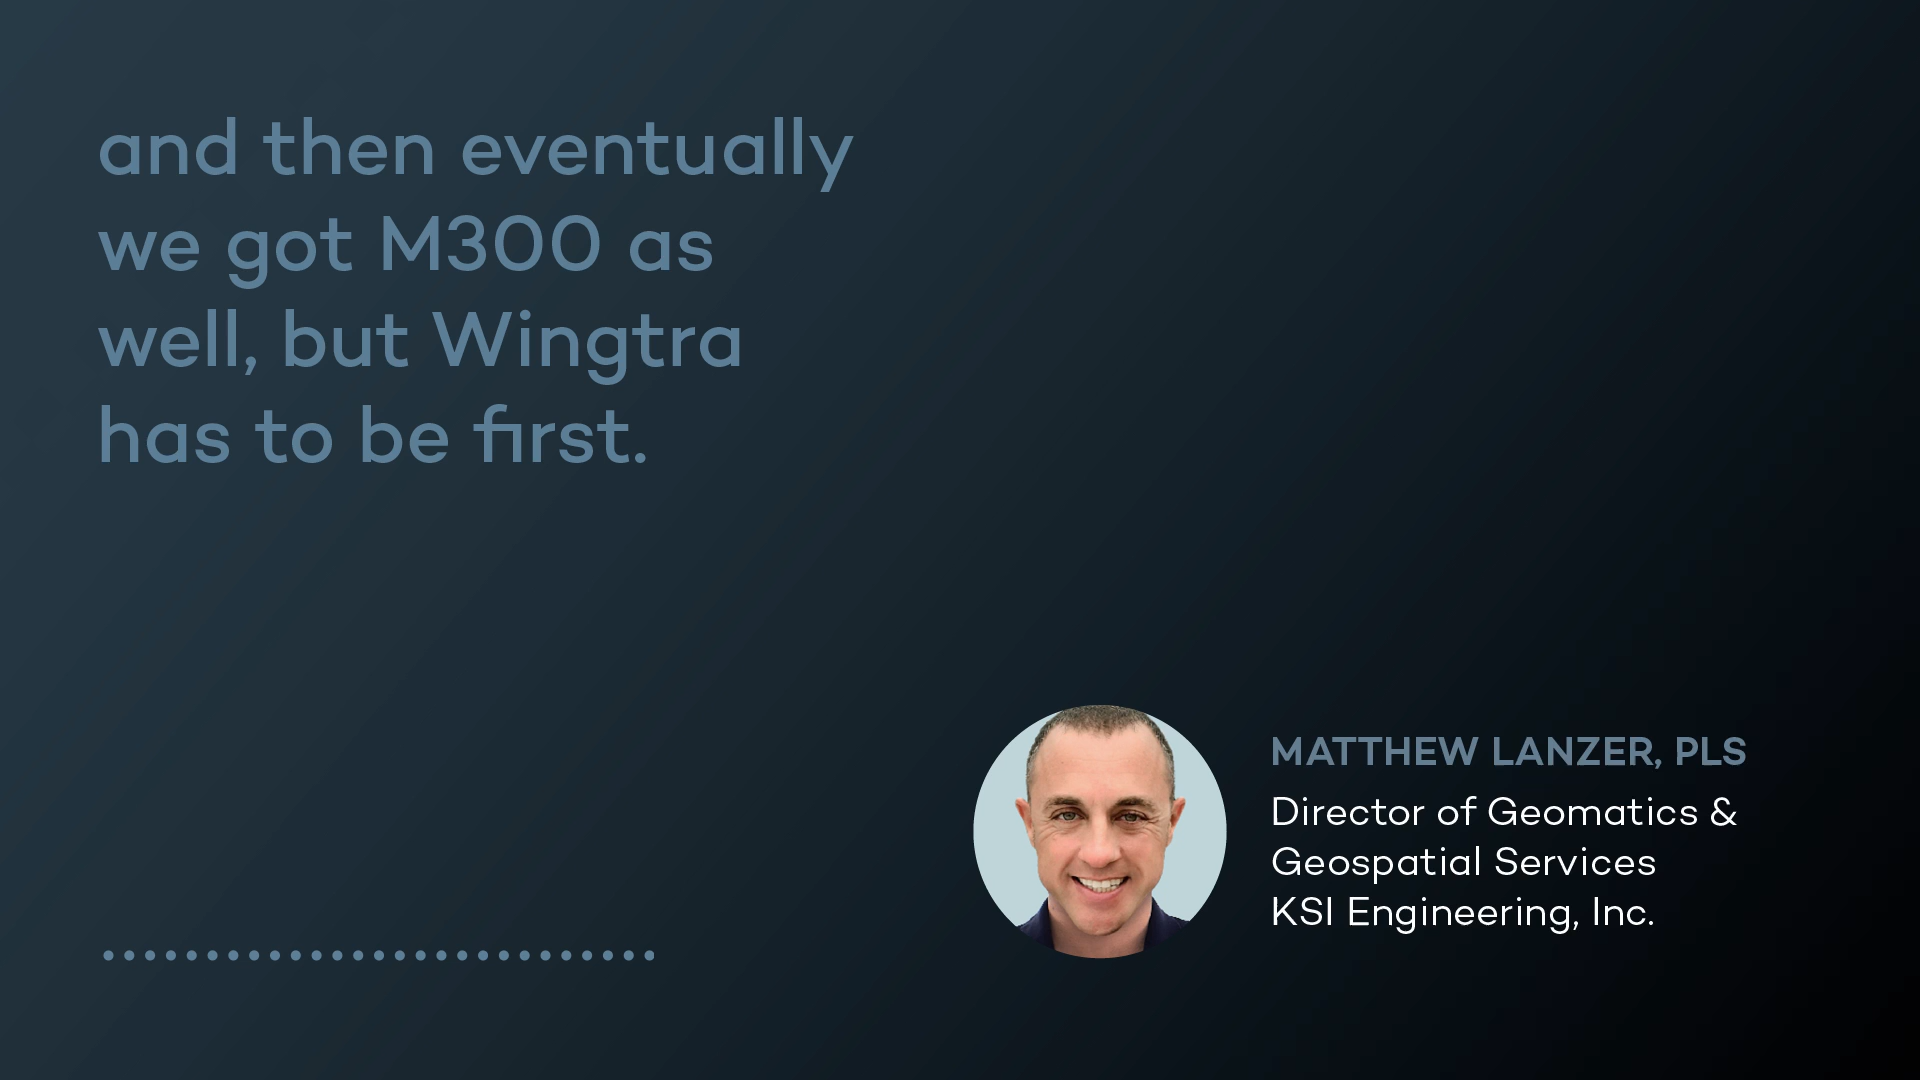 and then eventually
we got M300 as
well, but Wingtra
has to be first.
MATTHEW LANZER, PLS
Director of Geomatics &
Geospatial Services
KSI Engineering, Inc.